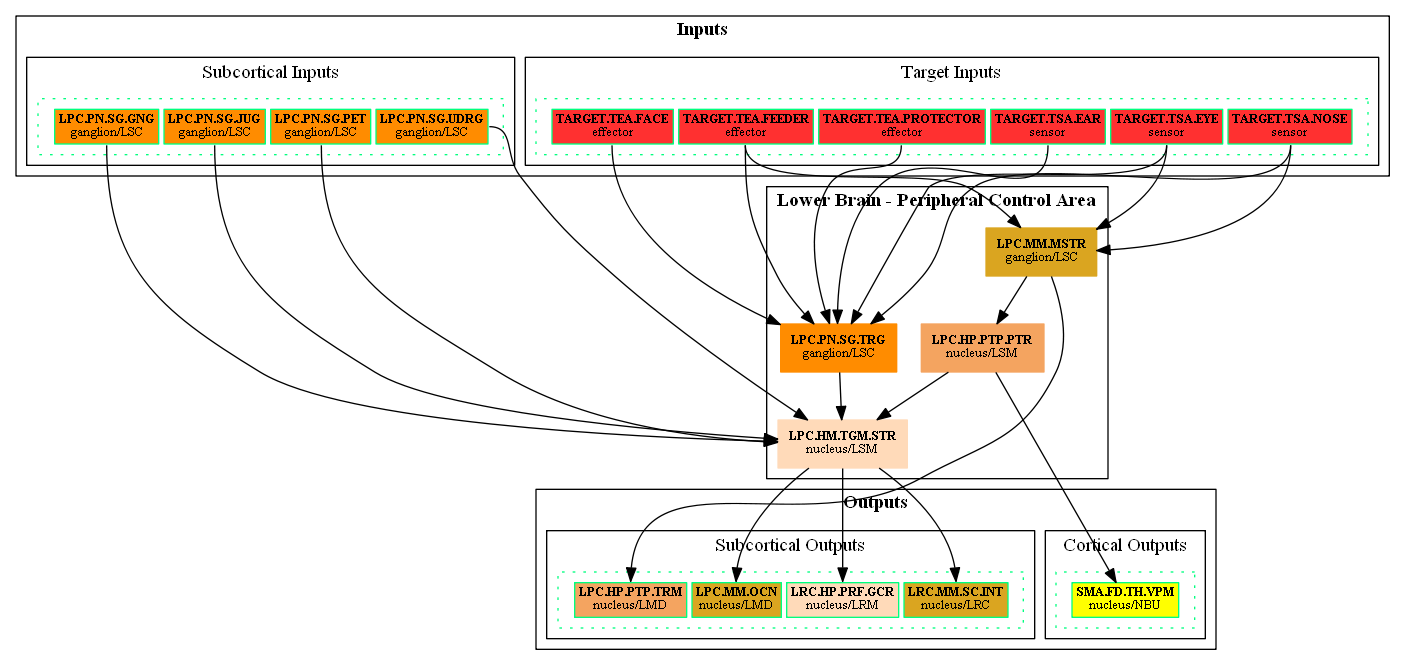 Inputs
Subcortical Inputs
Target Inputs
LPC.PN.SG.GNG
ganglion/LSC
LPC.PN.SG.JUG
ganglion/LSC
LPC.PN.SG.PET
ganglion/LSC
LPC.PN.SG.UDRG
ganglion/LSC
TARGET.TEA.FACE
effector
TARGET.TEA.FEEDER
effector
TARGET.TEA.PROTECTOR
effector
TARGET.TSA.EAR
sensor
TARGET.TSA.EYE
sensor
TARGET.TSA.NOSE
sensor
Lower Brain - Peripheral Control Area
LPC.MM.MSTR
ganglion/LSC
LPC.PN.SG.TRG
ganglion/LSC
LPC.HP.PTP.PTR
nucleus/LSM
LPC.HM.TGM.STR
nucleus/LSM
Outputs
Subcortical Outputs
Cortical Outputs
LPC.HP.PTP.TRM
nucleus/LMD
LPC.MM.OCN
nucleus/LMD
LRC.HP.PRF.GCR
nucleus/LRM
LRC.MM.SC.INT
nucleus/LRC
SMA.FD.TH.VPM
nucleus/NBU